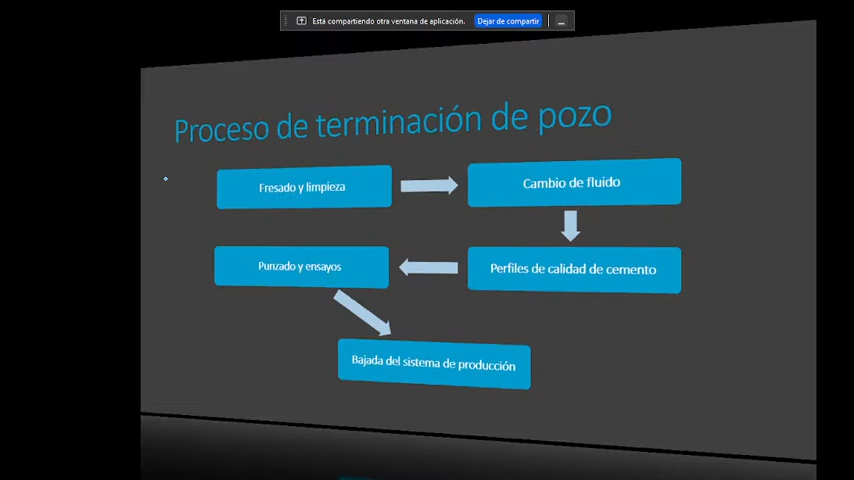 Está compartiendo otra ventana de aplicación. Dejar de compartir
Proceso de terminación de pozo
Fresado y limpieza
Cambio de fluido
Perfiles de calidad de cemento
Punzado y ensayos
Bajada del sistema de producción